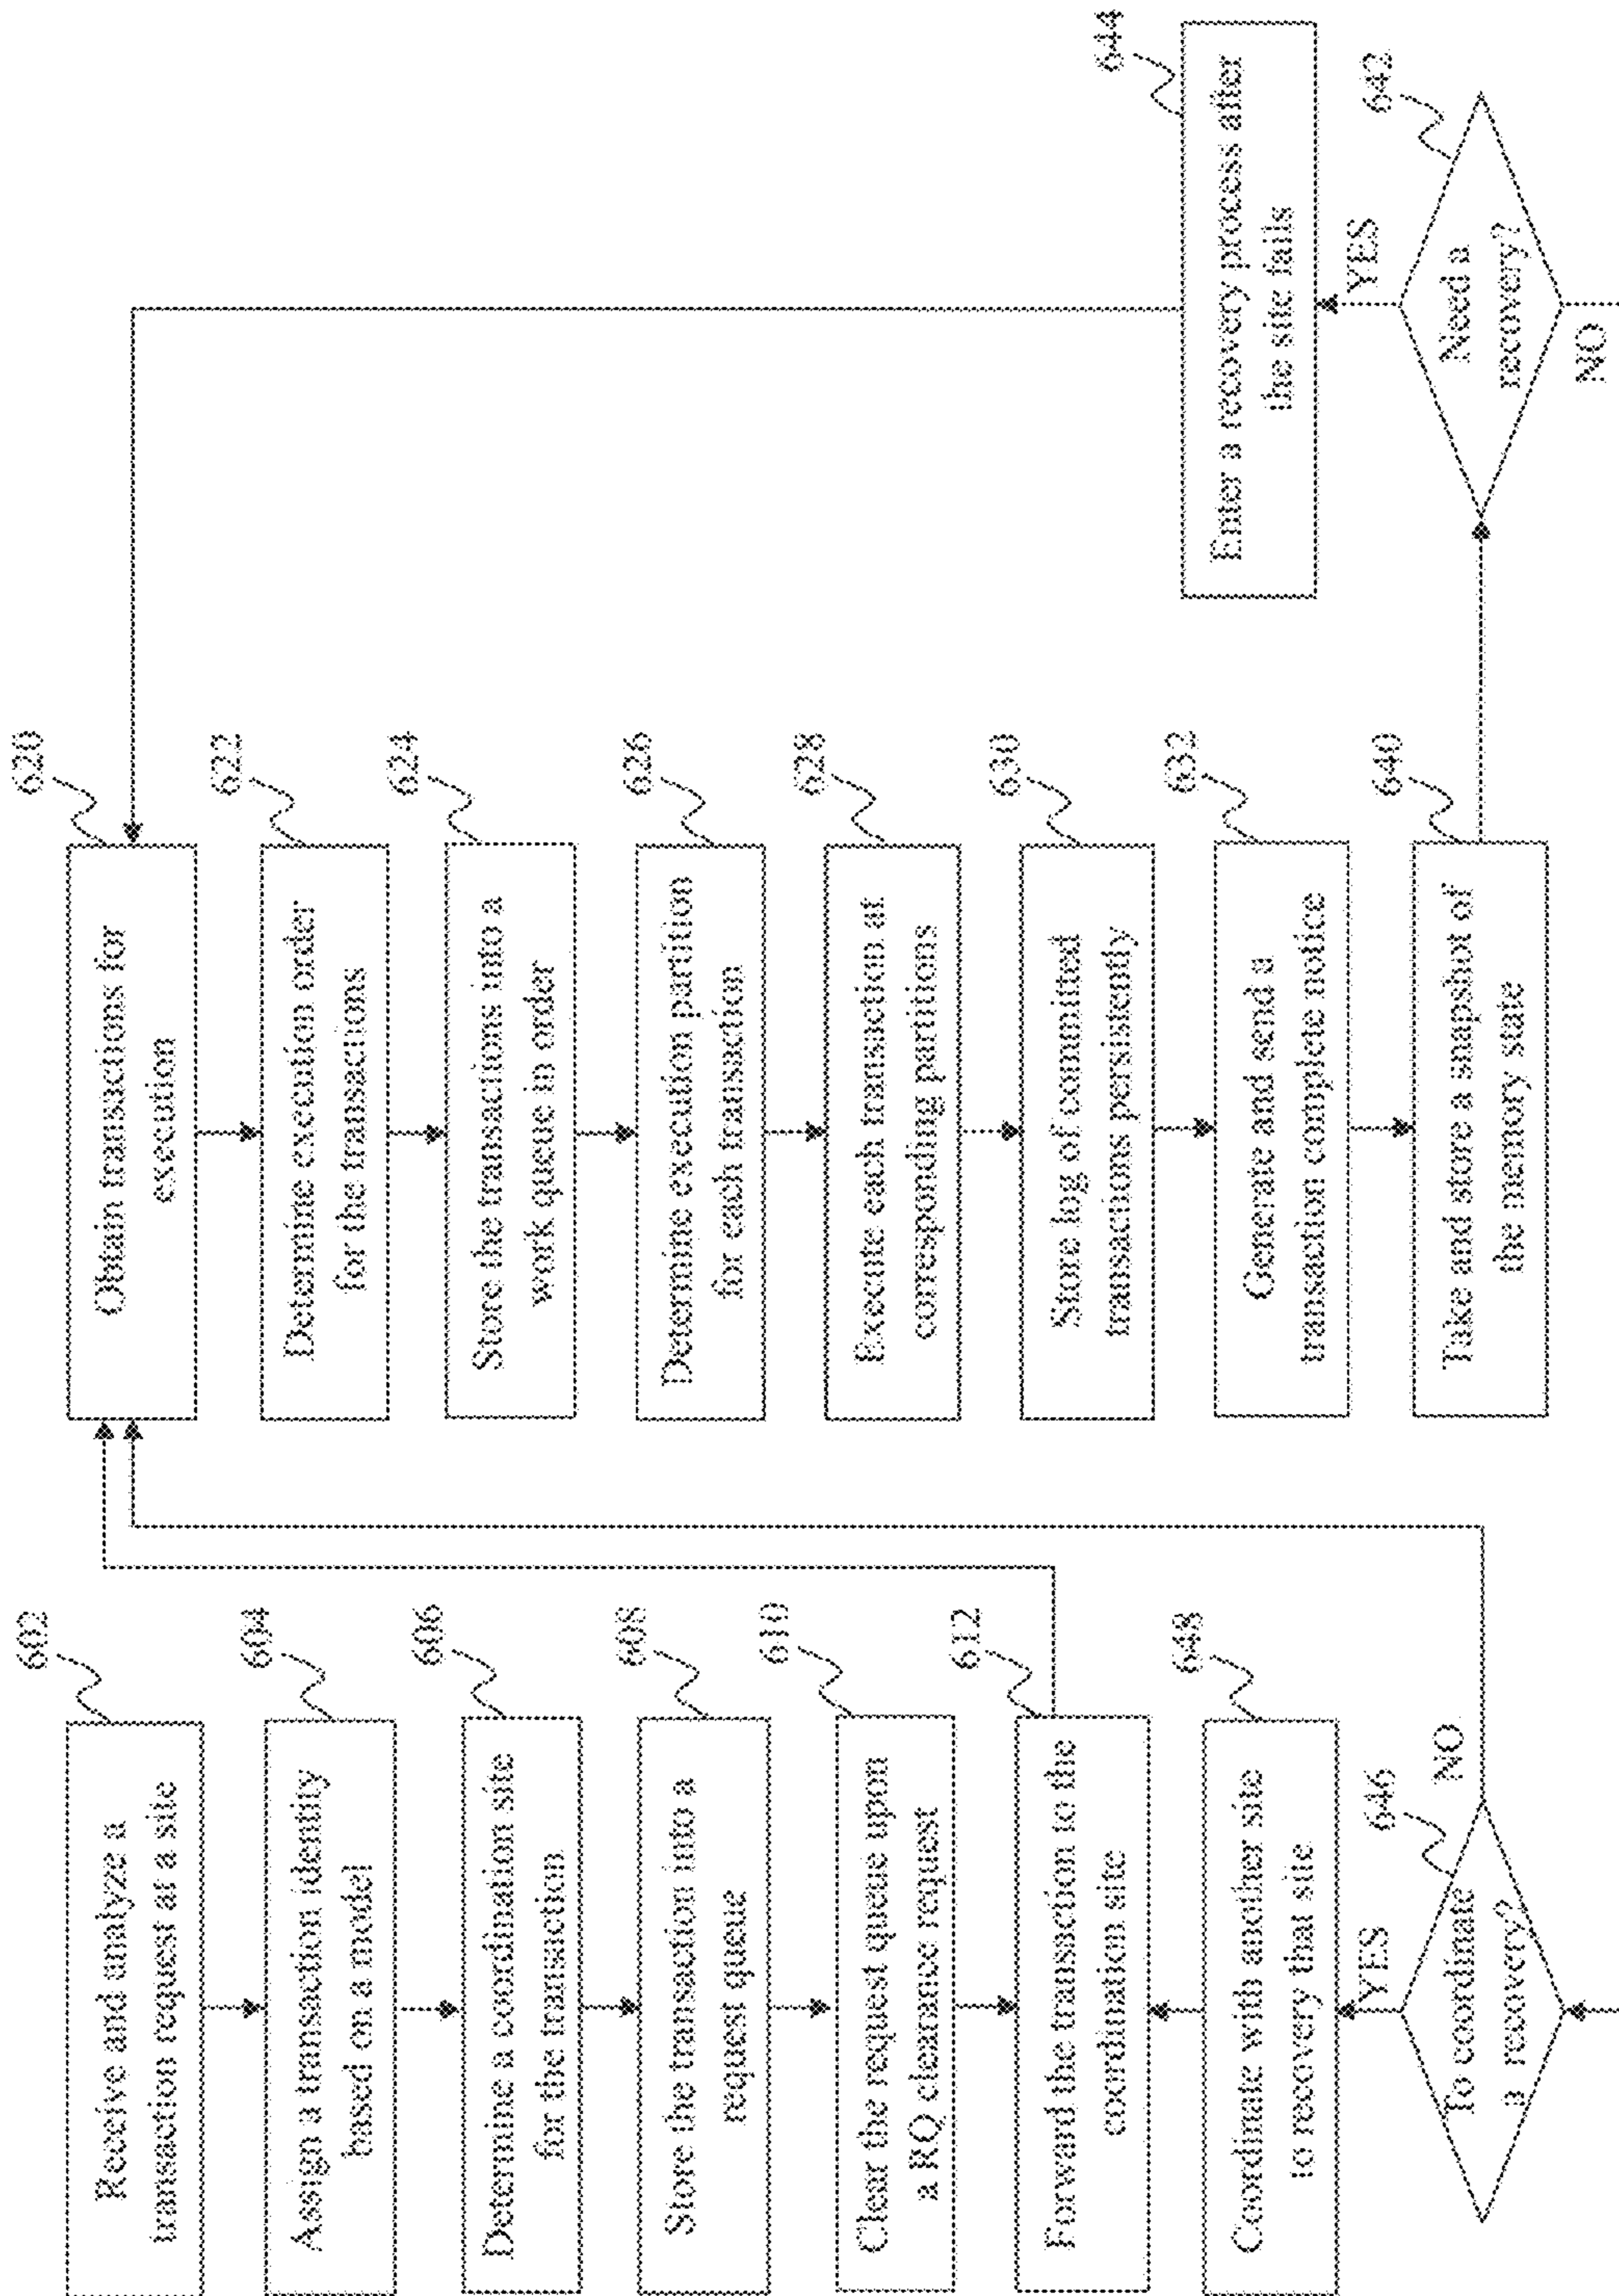 602
Receive and analyze a
transaction request at a site
604
Assign a transaction identity
based on a model
606
Determine a coordination site
for the transaction
608
Store the transaction into a
request queue
610
Clear the request queue upon
a RQ clearance request
612
Forward the transaction to the
coordination site
648
Coordinate with another site
to recovery that site
YES
646
To coordinate
a recovery?
NO
620
Obtain transactions for
execution
622
Determine execution order
for the transactions
624
Store the transactions into a
work queue in order
626
Determine execution partition
for each transaction
628
Execute each transaction at
corresponding partitions
630
Store log of committed
transactions persistently
632
Generate and send a
transaction complete notice
640
Take and store a snapshot of
the memory state
644
Enter a recovery process after
the site fails
YES
642
Need a
recovery?
NO